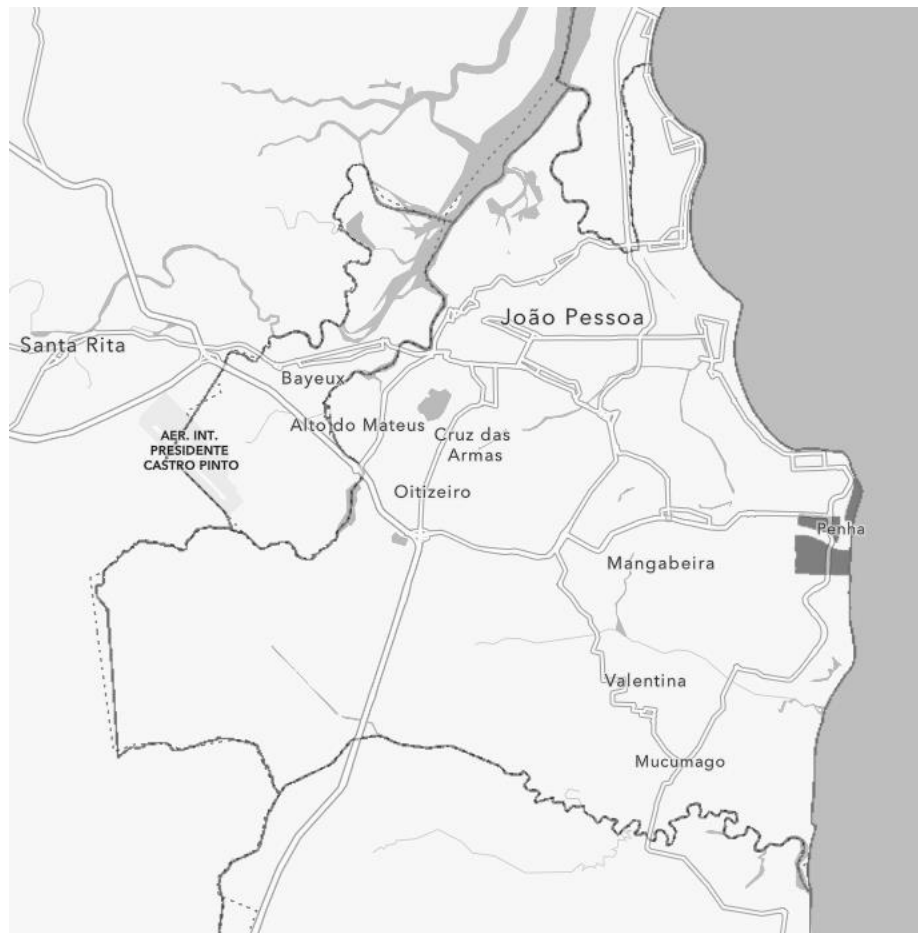 João Pessoa
Santa Rita
Bayeux
Alto do Mateus
Cruz das
Armas
AER. INT.
PRESIDENTE
CASTRO PINTO
Oitizeiro
Penha
Mangabeira
Valentina
Mucumago